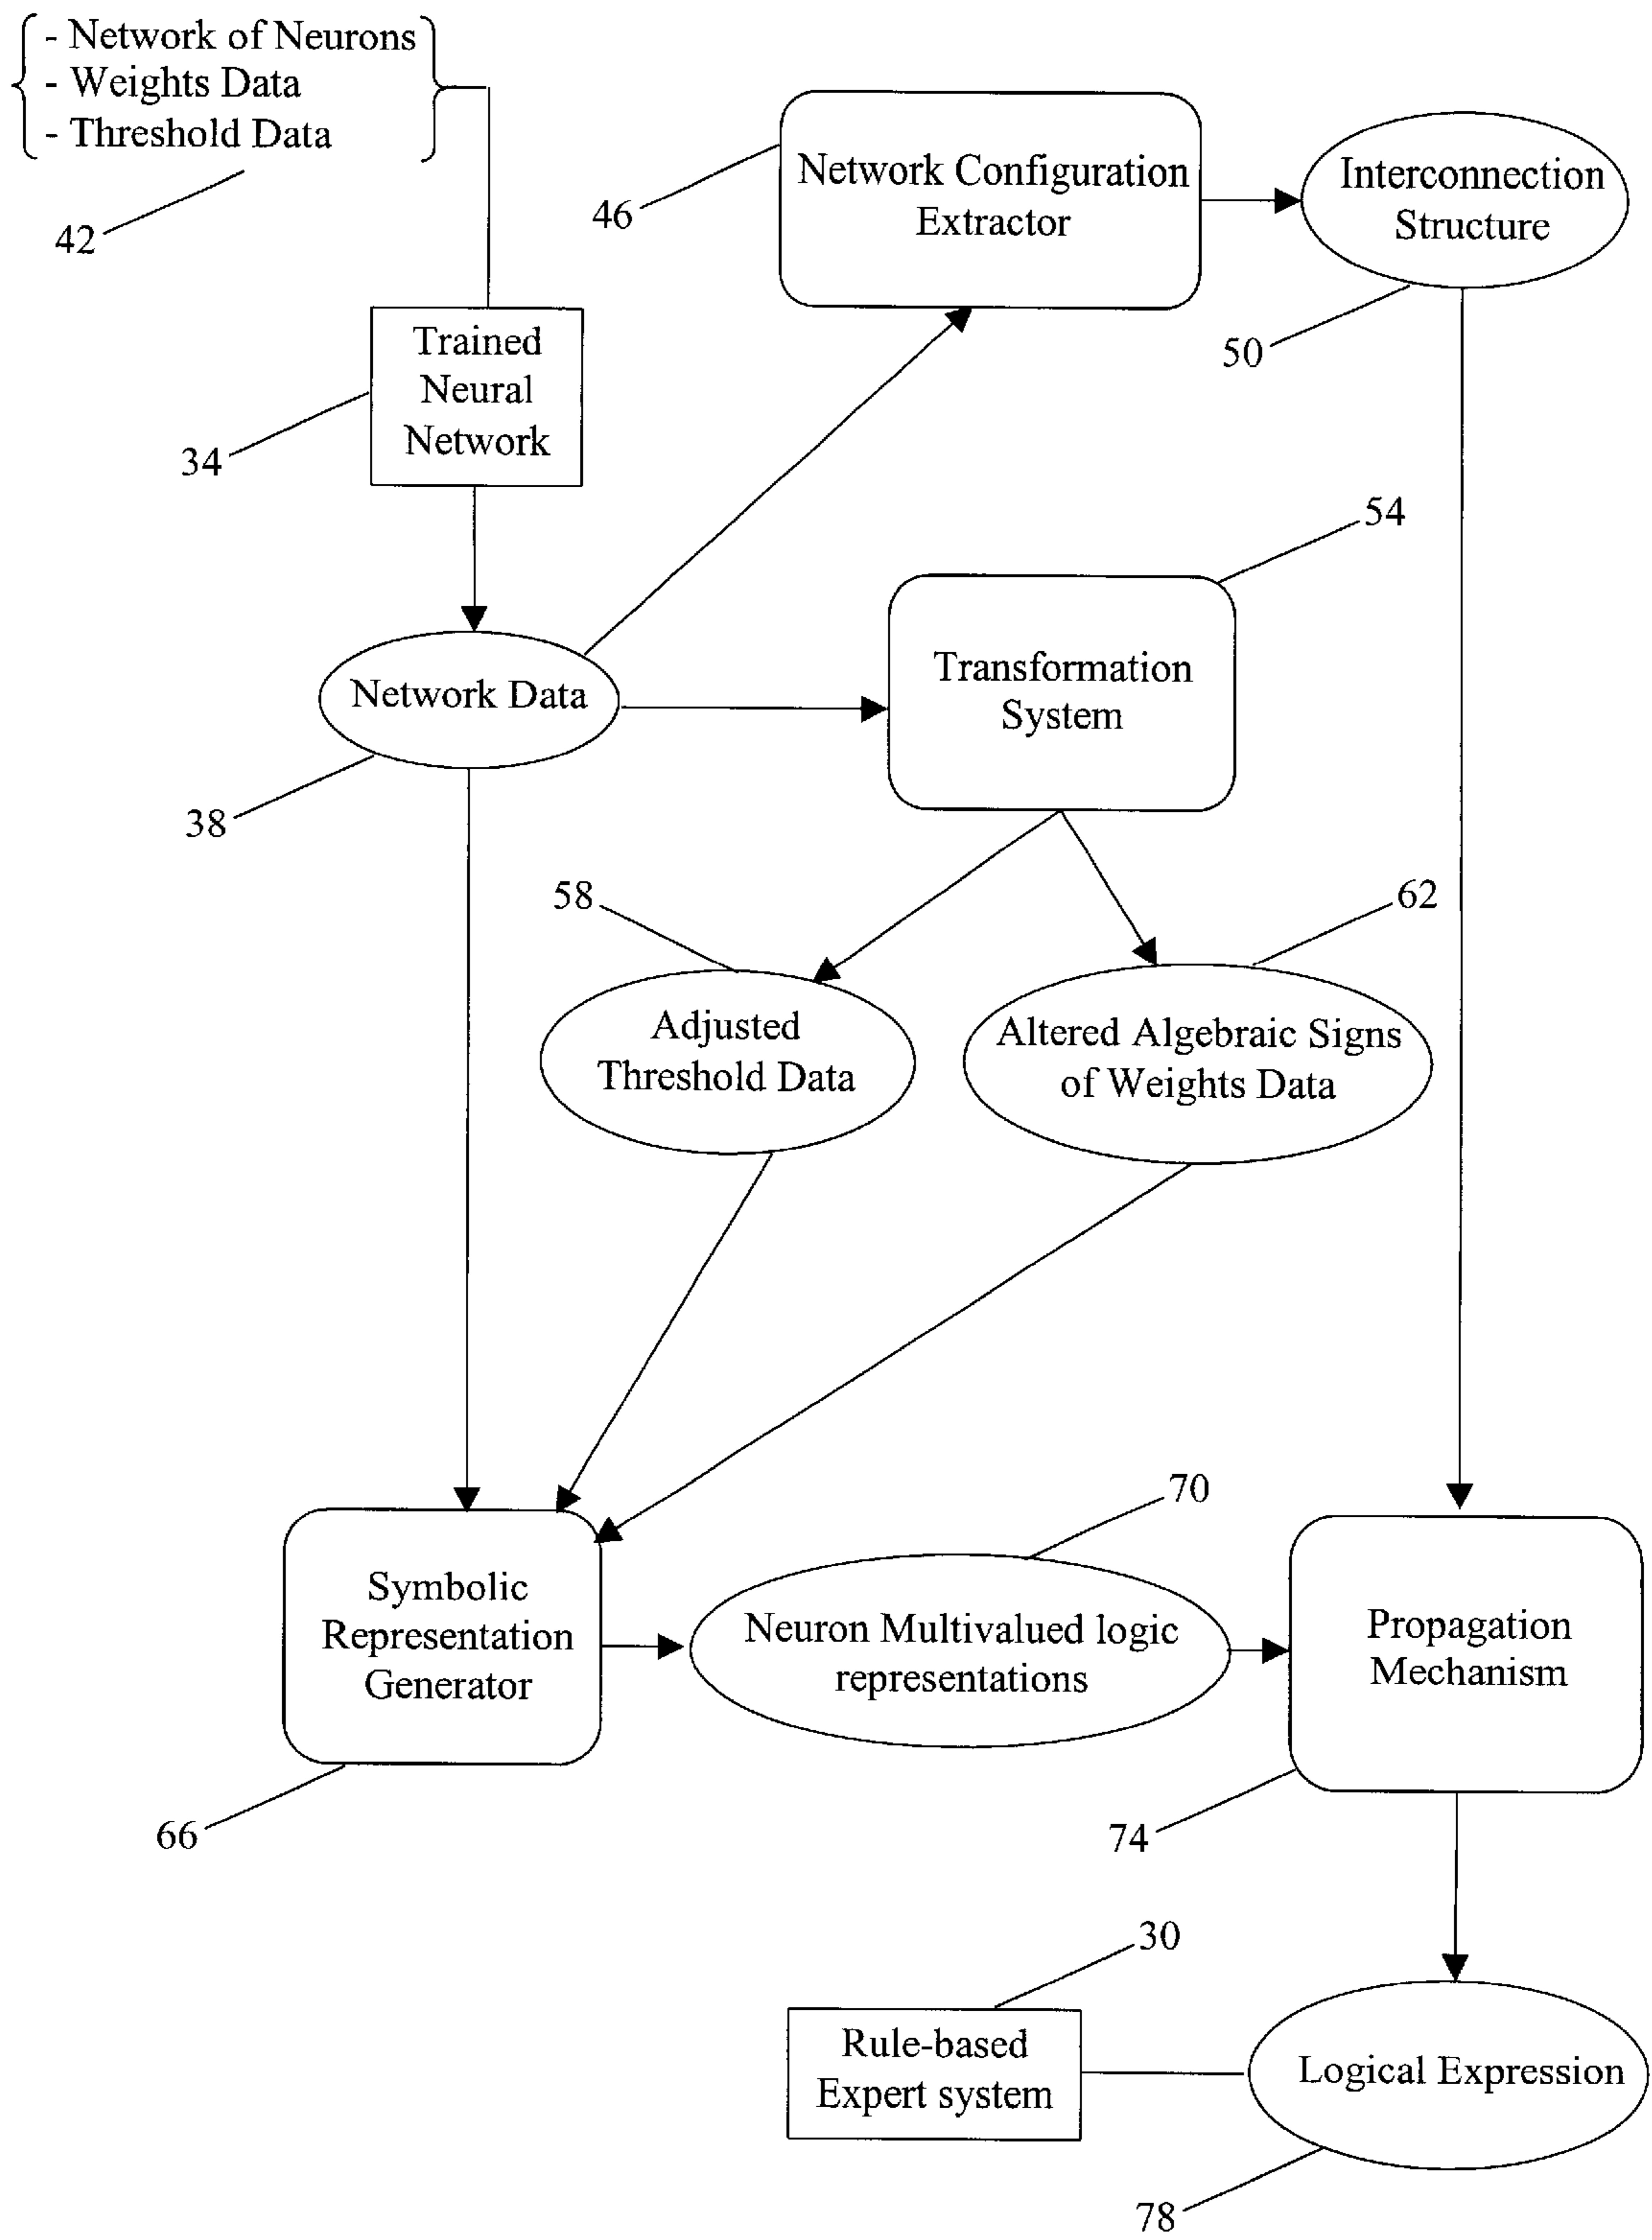 - Network of Neurons
- Weights Data
- Threshold Data
42
Network Configuration
Extractor
46
Interconnection
Structure
50
Trained
Neural
Network
34
54
Transformation
System
Network Data
38
58
62
Adjusted
Threshold Data
Altered Algebraic Signs
of Weights Data
70
Symbolic
Representation
Generator
66
Neuron Multivalued logic
representations
Propagation
Mechanism
74
30
Rule-based
Expert system
Logical Expression
78